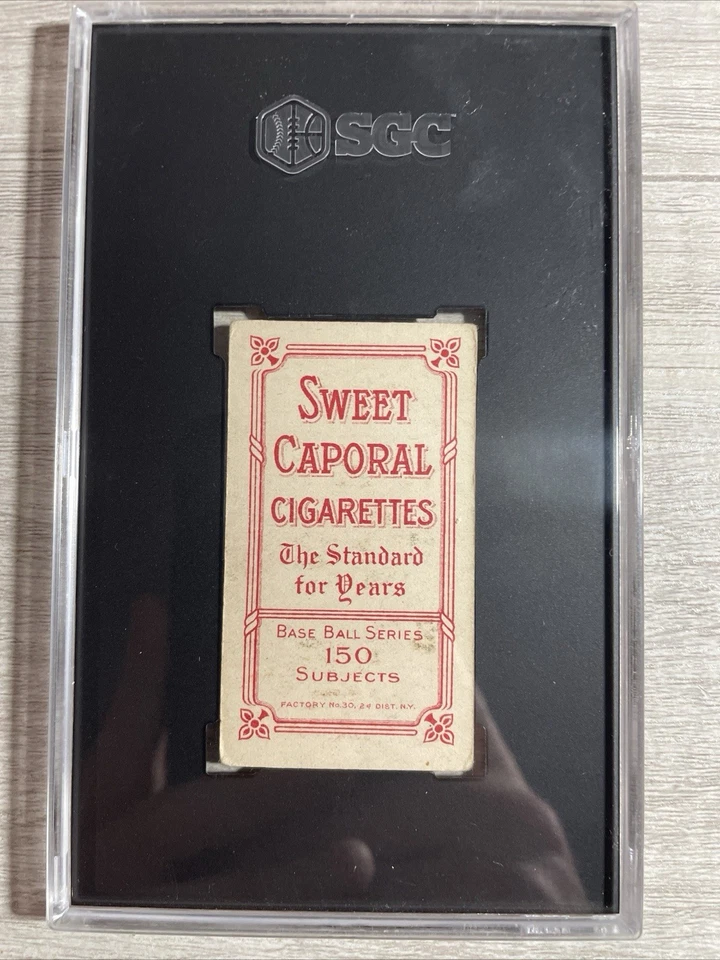 SGC
SWEET
CAPORAL
CIGARETTES
The Standard
for Years
BASE BALL SERIES
150
SUBJECTS
FACTORY No. 30, 2d DIST. N.Y.